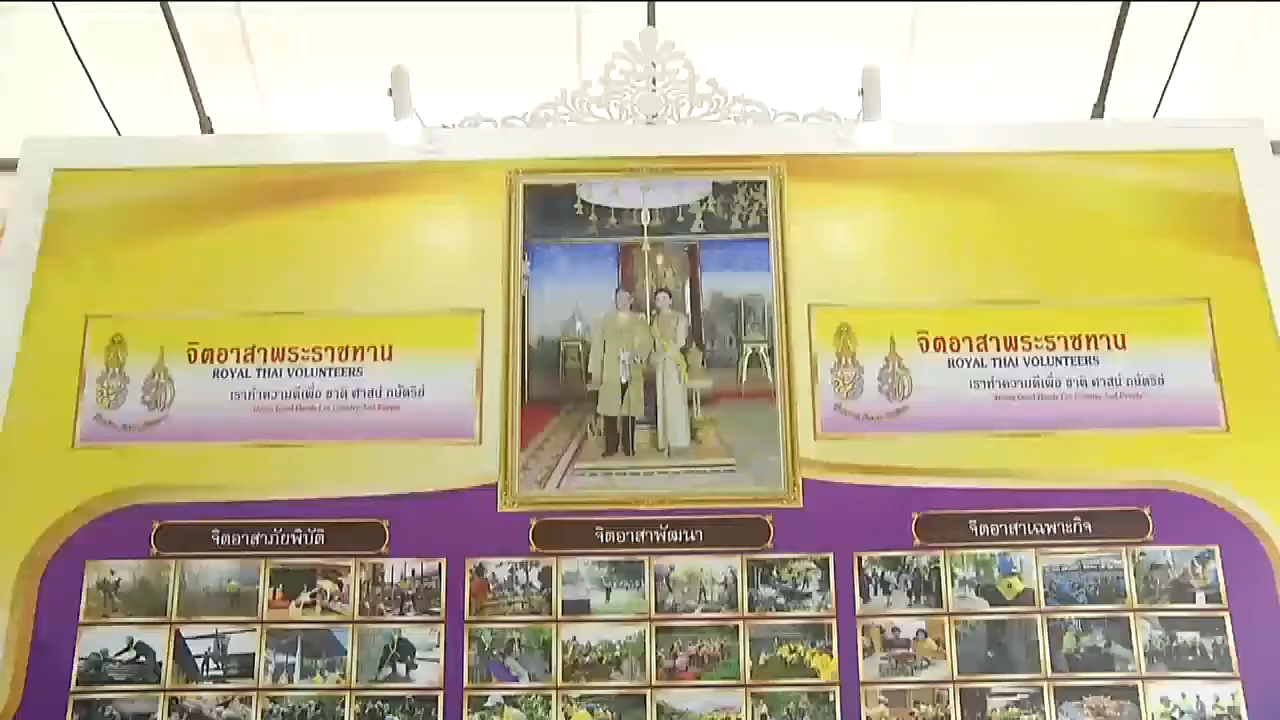 จิตอาสาพระราชทาน
ROYAL THAI VOLUNTEERS
เราทำความดีเพื่อ ชาติ ศาสน์ กษัตริย์
จิตอาสาพระราชทาน
ROYAL THAI VOLUNTEERS
เราทำความดีเพื่อ ชาติ ศาสน์ กษัตริย์
จิตอาสาภัยพิบัติ
จิตอาสาพัฒนา
จิตอาสาเฉพาะกิจ